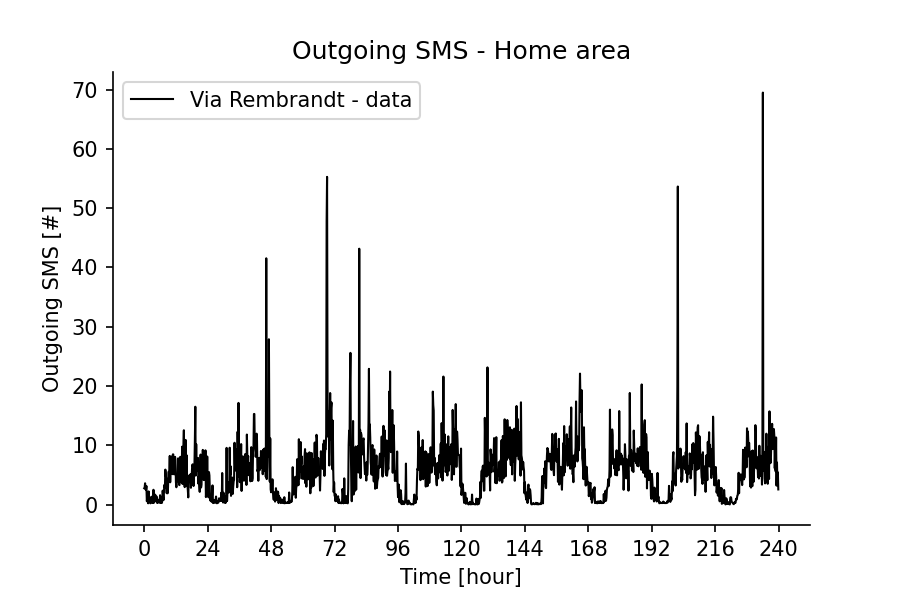 Outgoing SMS - Home area
Via Rembrandt - data
Outgoing SMS [#]
70
60
50
40
30
20
10
0
0 24 48 72 96 120 144 168 192 216 240
Time [hour]